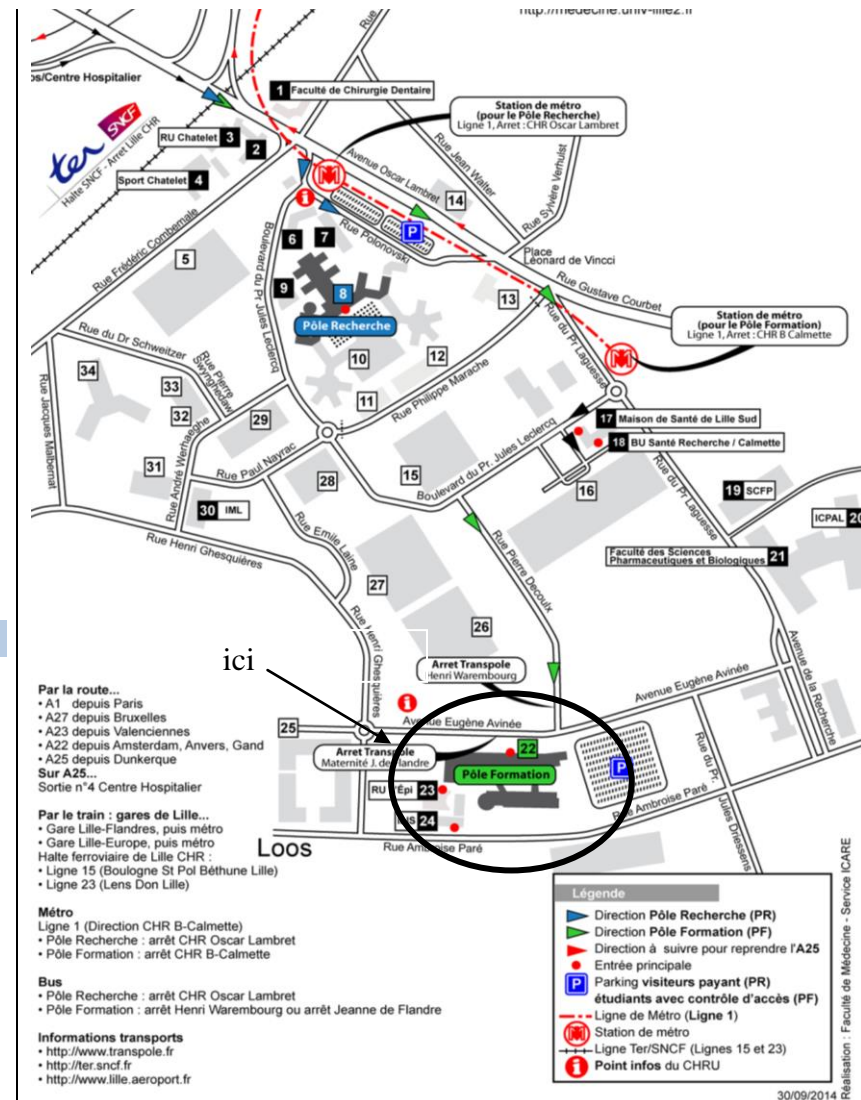 http://medecine.univ-lille2.fr
os/Centre Hospitalier
1 Faculté de Chirurgie Dentaire
Station de métro
(pour le Pôle Recherche)
Ligne 1, Arret : CHR Oscar Lambret
ter SNCF
Halte SNCF - Arret Lille CHR
RU Chatelet 3
2
Sport Chatelet 4
Avenue Oscar Lambret
Rue Jean Walter
Rue Sylvère Verhulst
14
P
Rue
Rue Polonovski
Place
Léonard de Vincci
Rue Frédéric Combemale
5
Boulevard du Pr Jules Leclercq
6
7
9
8
Pôle Recherche
13
Rue Gustave Courbet
Station de métro
(pour le Pôle Formation)
Ligne 1, Arret : CHR B Calmette
Rue du Pr Laguesse
Rue du Dr Schweitzer
Rue Pierre
Swynghedaw
34
33
32
31
29
10
11
12
Rue Philippe Marache
Rue Jacques Malbernat
Rue André Werhaeghe
Rue Paul Nayrac
17 Maison de Santé de Lille Sud
18 BU Santé Recherche / Calmette
Boulevard du Pr. Jules Leclercq
15
16
28
30 IML
Rue du Pr Laguesse
19 SCFP
ICPAL 20
Faculté des Sciences
Pharmaceutiques et Biologiques 21
Rue Henri Ghesquières
Rue Emile Laine
Rue Pierre Decoulx
27
26
Rue Henri Ghesquières
ici
Arret Transpole
Henri Warembourg
Avenue Eugène Avinée
Avenue de la Recherche
Avenue Eugène Avinée
25
Arret Transpole
Maternité J. de Flandre
22
Pôle Formation
P
RU l'Épi 23
24
Rue du Pr.
Jules Driessens
Rue Ambroise Paré
Rue Ambroise Paré
Loos
Par la route...
• A1 depuis Paris
• A27 depuis Bruxelles
• A23 depuis Valenciennes
• A22 depuis Amsterdam, Anvers, Gand
• A25 depuis Dunkerque
Sur A25...
Sortie n°4 Centre Hospitalier
Par le train : gares de Lille...
• Gare Lille-Flandres, puis métro
• Gare Lille-Europe, puis métro
Halte ferroviaire de Lille CHR :
• Ligne 15 (Boulogne St Pol Béthune Lille)
• Ligne 23 (Lens Don Lille)
Métro
Ligne 1 (Direction CHR B-Calmette)
• Pôle Recherche : arrêt CHR Oscar Lambret
• Pôle Formation : arrêt CHR B-Calmette
Bus
• Pôle Recherche : arrêt CHR Oscar Lambret
• Pôle Formation : arrêt Henri Warembourg ou arrêt Jeanne de Flandre
Informations transports
• http://www.transpole.fr
• http://ter.sncf.fr
• http://www.lille.aeroport.fr
Légende
Direction Pôle Recherche (PR)
Direction Pôle Formation (PF)
Direction à suivre pour reprendre l'A25
Entrée principale
P Parking visiteurs payant (PR)
étudiants avec contrôle d'accès (PF)
Ligne de Métro (Ligne 1)
Station de métro
Ligne Ter/SNCF (Lignes 15 et 23)
Point infos du CHRU
Réalisation : Faculté de Médecine - Service ICARE
30/09/2014